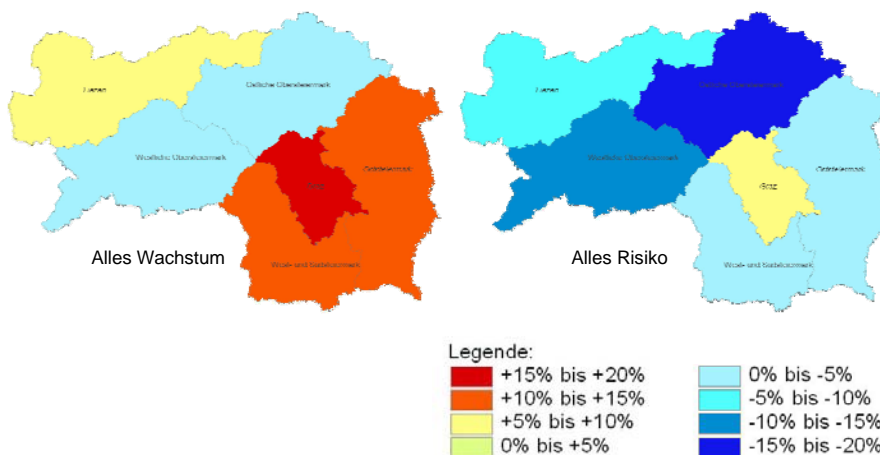 Liezen
Östliche Obersteiermark
Westliche Obersteiermark
Graz
Oststeiermark
West- und Südsteiermark
Alles Wachstum
Liezen
Östliche Obersteiermark
Westliche Obersteiermark
Graz
Oststeiermark
West- und Südsteiermark
Alles Risiko
Legende:
+15% bis +20%
+10% bis +15%
+5% bis +10%
0% bis +5%
0% bis -5%
-5% bis -10%
-10% bis -15%
-15% bis -20%